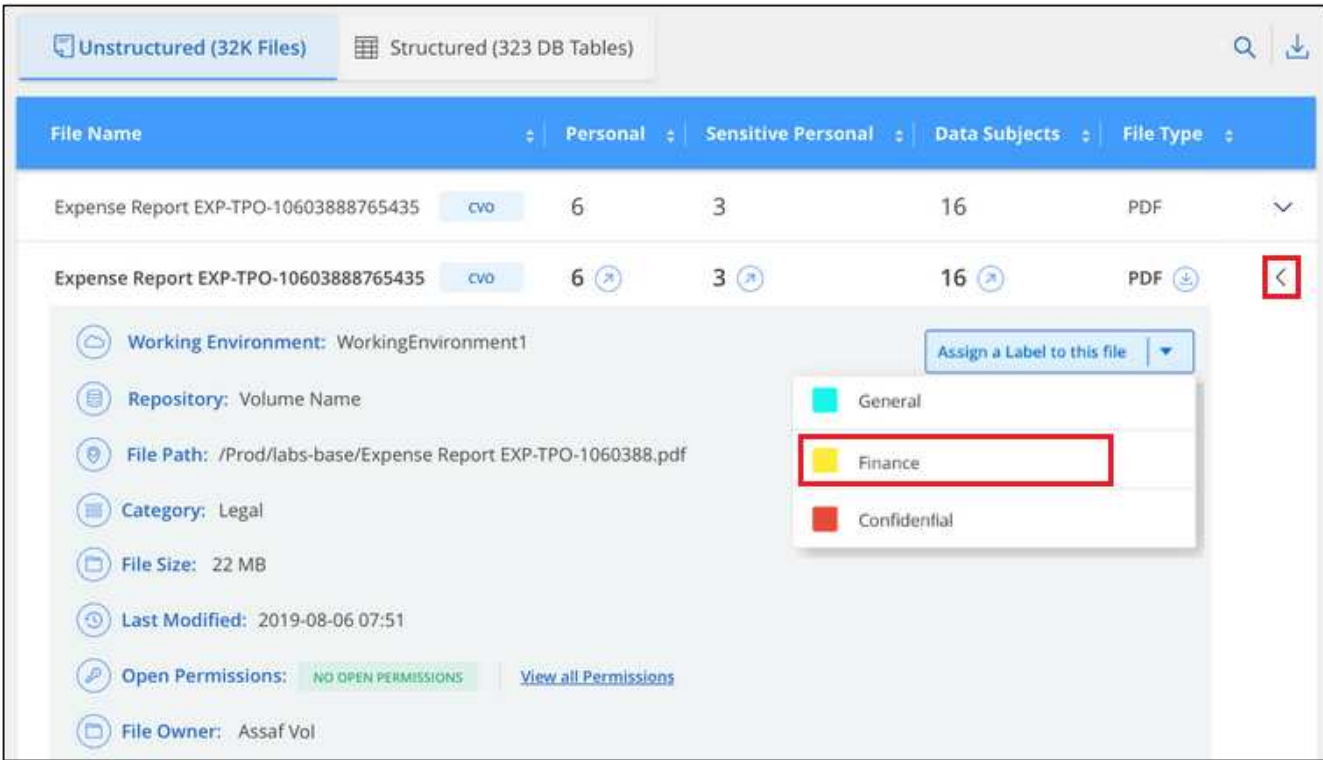 Unstructured (32K Files) Structured (323 DB Tables)
File Name Personal Sensitive Personal Data Subjects File Type
Expense Report EXP-TPO-10603888765435 CVO 6 3 16 PDF
Expense Report EXP-TPO-10603888765435 CVO 6 3 16 PDF
Working Environment: WorkingEnvironment1 Assign a Label to this file
Repository: Volume Name General
File Path: /Prod/labs-base/Expense Report EXP-TPO-1060388.pdf Finance
Category: Legal Confidential
File Size: 22 MB
Last Modified: 2019-08-06 07:51
Open Permissions: NO OPEN PERMISSIONS View all Permissions
File Owner: Assaf Vol